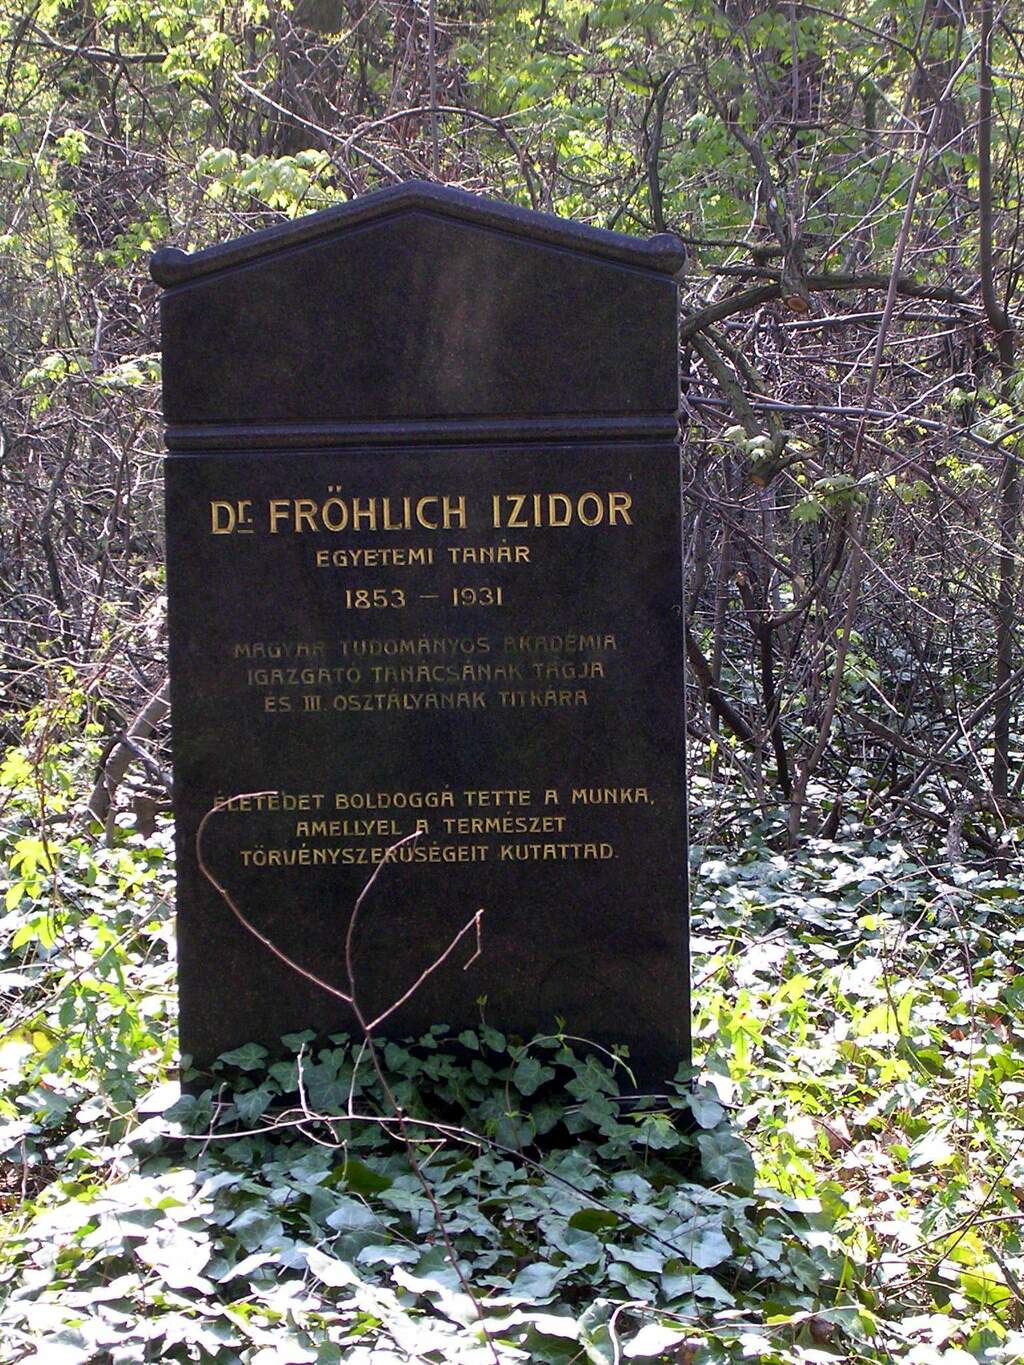 Dr. FRÖHLICH IZIDOR
EGYETEMI TANÁR
1853 – 1931
MAGYAR TUDOMÁNYOS AKADÉMIA
IGAZGATÓ TANÁCSÁNAK TAGJA
ÉS III. OSZTÁLYÁNAK TITKÁRA
ÉLETEDET BOLDOGGÁ TETTE A MUNKA,
AMELLYEL A TERMÉSZET
TÖRVÉNYSZERÜSÉGEIT KUTATTAD.